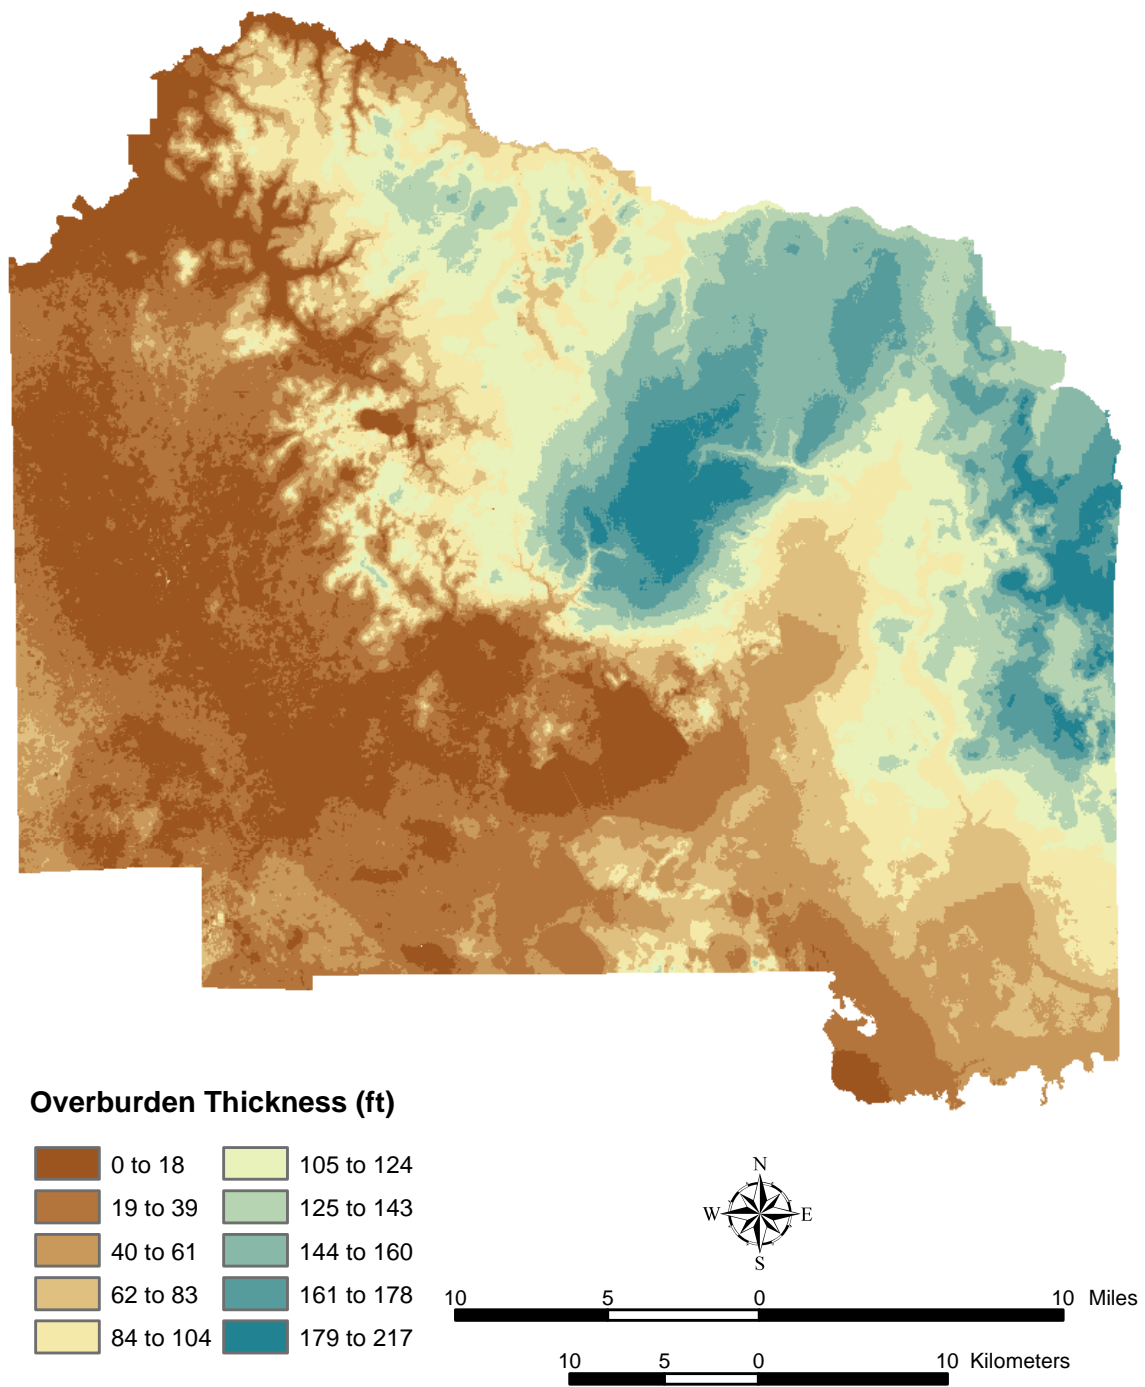 Overburden Thickness (ft)
0 to 18
19 to 39
40 to 61
62 to 83
84 to 104
105 to 124
125 to 143
144 to 160
161 to 178
179 to 217
N
W E
S
10 5 0 10 Miles
10 5 0 10 Kilometers